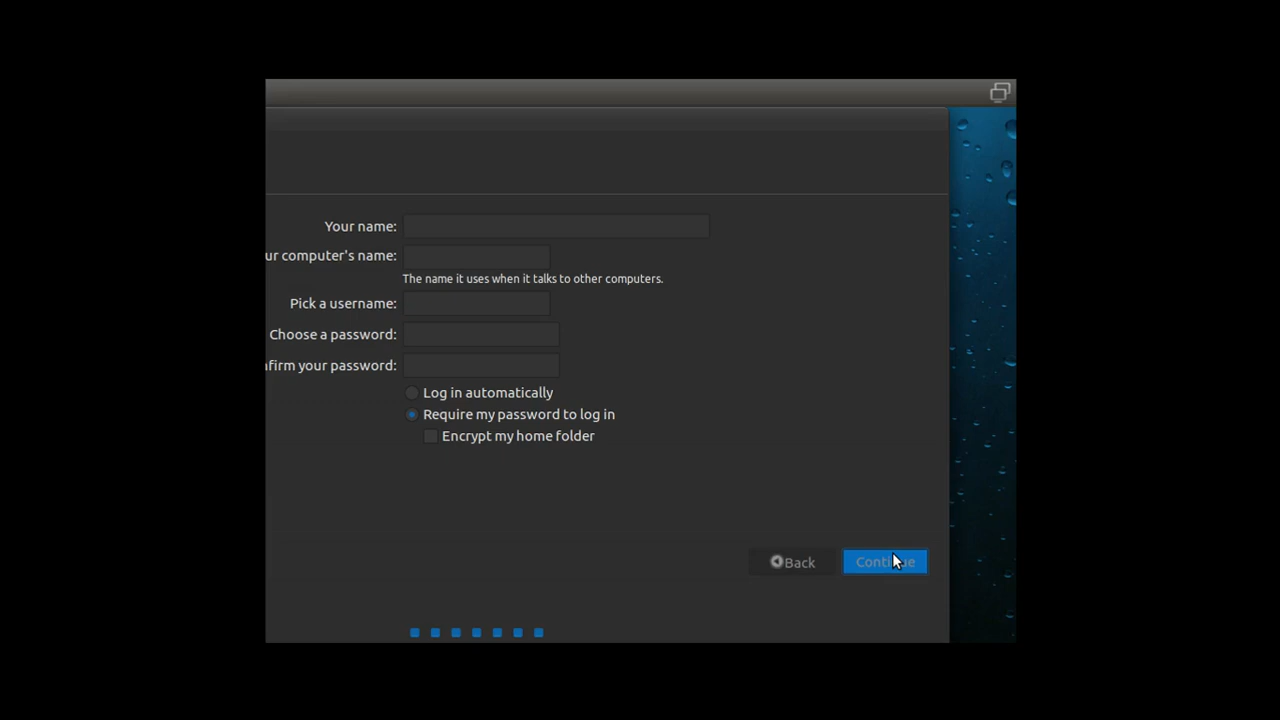 Your name:
ur computer's name:
The name it uses when it talks to other computers.
Pick a username:
Choose a password:
nfirm your password:
Log in automatically
Require my password to log in
Encrypt my home folder
Back
Continue